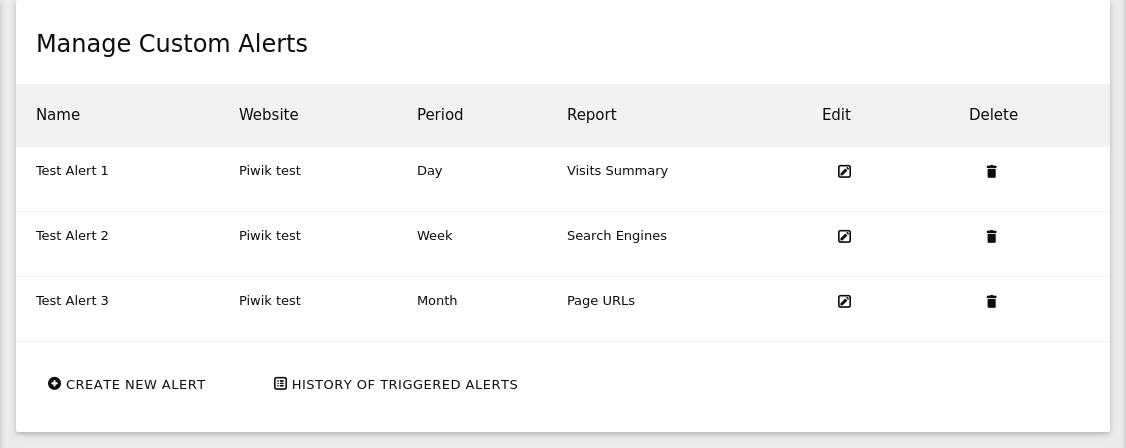 Manage Custom Alerts
Name Website Period Report Edit Delete
Test Alert 1 Piwik test Day Visits Summary
Test Alert 2 Piwik test Week Search Engines
Test Alert 3 Piwik test Month Page URLs
CREATE NEW ALERT HISTORY OF TRIGGERED ALERTS